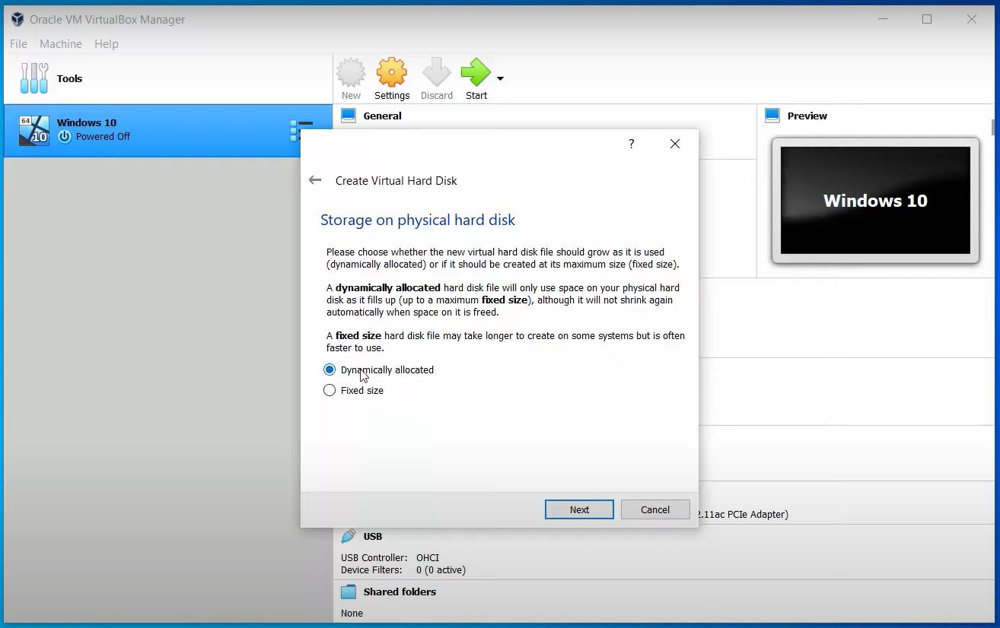 Oracle VM VirtualBox Manager
File Machine Help
Tools
New Settings Discard Start
64
10
Windows 10
Powered Off
General
Preview
Windows 10
?
Create Virtual Hard Disk
Storage on physical hard disk
Please choose whether the new virtual hard disk file should grow as it is used
(dynamically allocated) or if it should be created at its maximum size (fixed size).
A dynamically allocated hard disk file will only use space on your physical hard
disk as it fills up (up to a maximum fixed size), although it will not shrink again
automatically when space on it is freed.
A fixed size hard disk file may take longer to create on some systems but is often
faster to use.
Dynamically allocated
Fixed size
Next Cancel
2.11ac PCIe Adapter)
USB
USB Controller: OHCI
Device Filters: 0 (0 active)
Shared folders
None